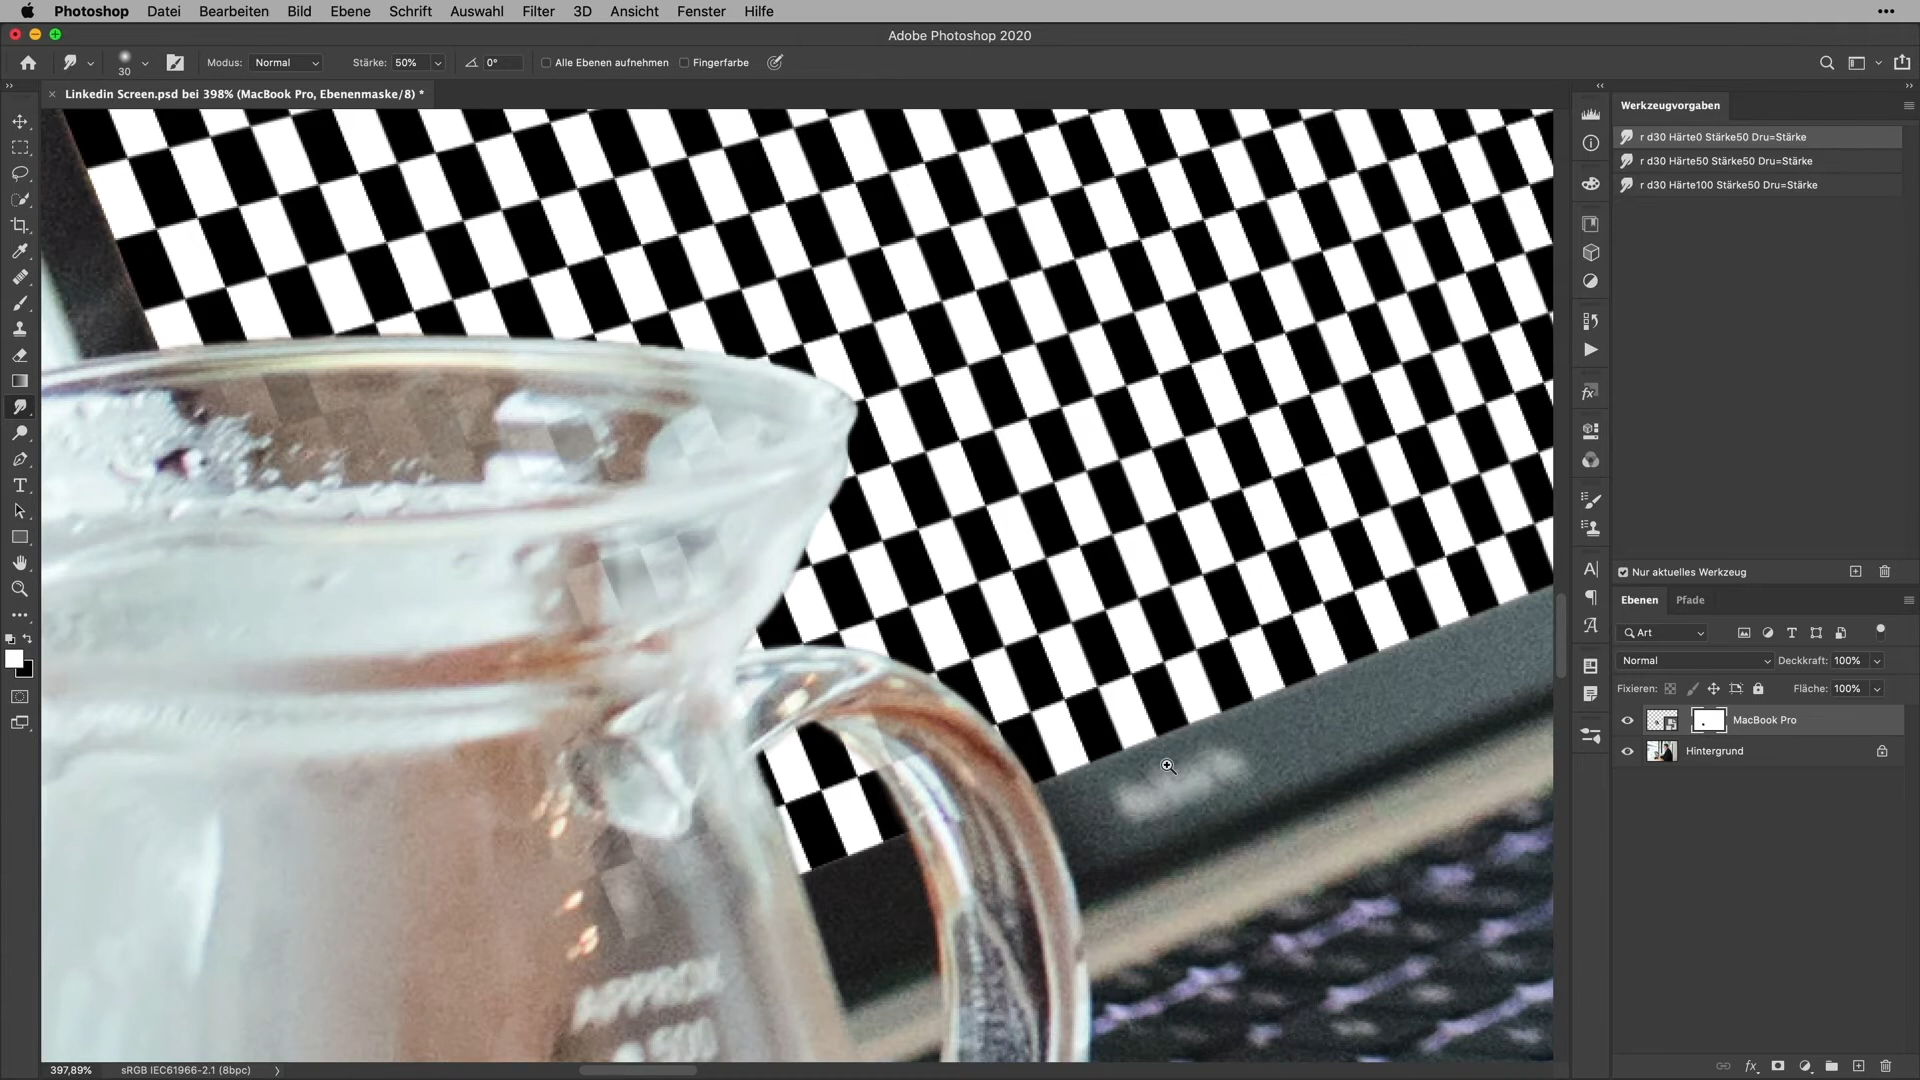 Photoshop Datei Bearbeiten Bild Ebene Schrift Auswahl Filter 3D Ansicht Fenster Hilfe
Adobe Photoshop 2020
30 Modus: Normal Stärke: 50% 0° Alle Ebenen aufnehmen Fingerfarbe
Linkedin Screen.psd bei 398% (MacBook Pro, Ebenenmaske/8) *
Werkzeugvorgaben
r d30 Härte0 Stärke50 Dru=Stärke
r d30 Härte50 Stärke50 Dru=Stärke
r d30 Härte100 Stärke50 Dru=Stärke
Nur aktuelles Werkzeug
Ebenen Pfade
Art
Normal Deckkraft: 100%
Fixieren: Fläche: 100%
MacBook Pro
Hintergrund
397,89% sRGB IEC61966-2.1 (8bpc)